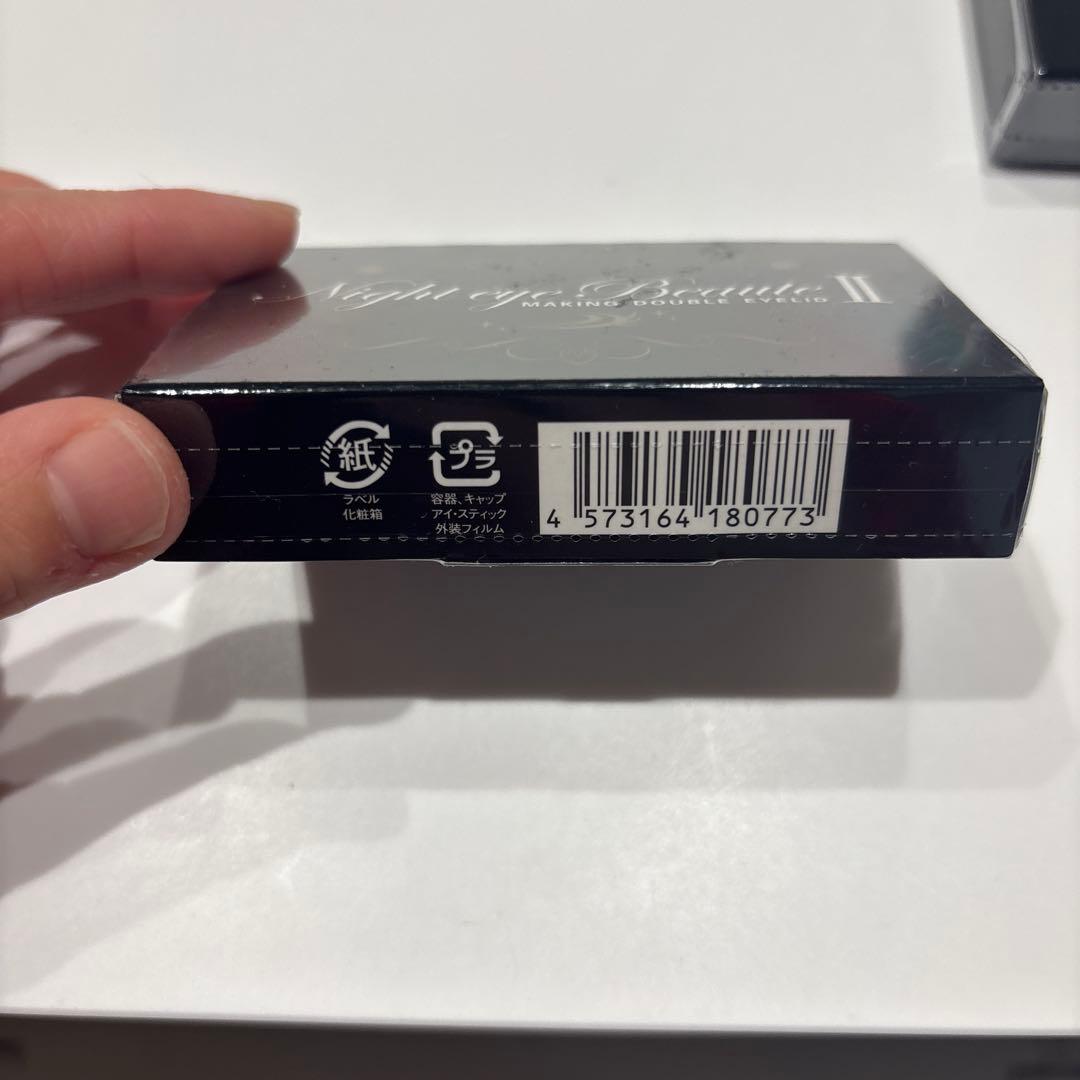 Night eye Beaute II
MAKING DOUBLE EYELID
紙
ラベル
化粧箱
プラ
容器、キャップ
アイ・スティック
外装フィルム
4 573164 180773